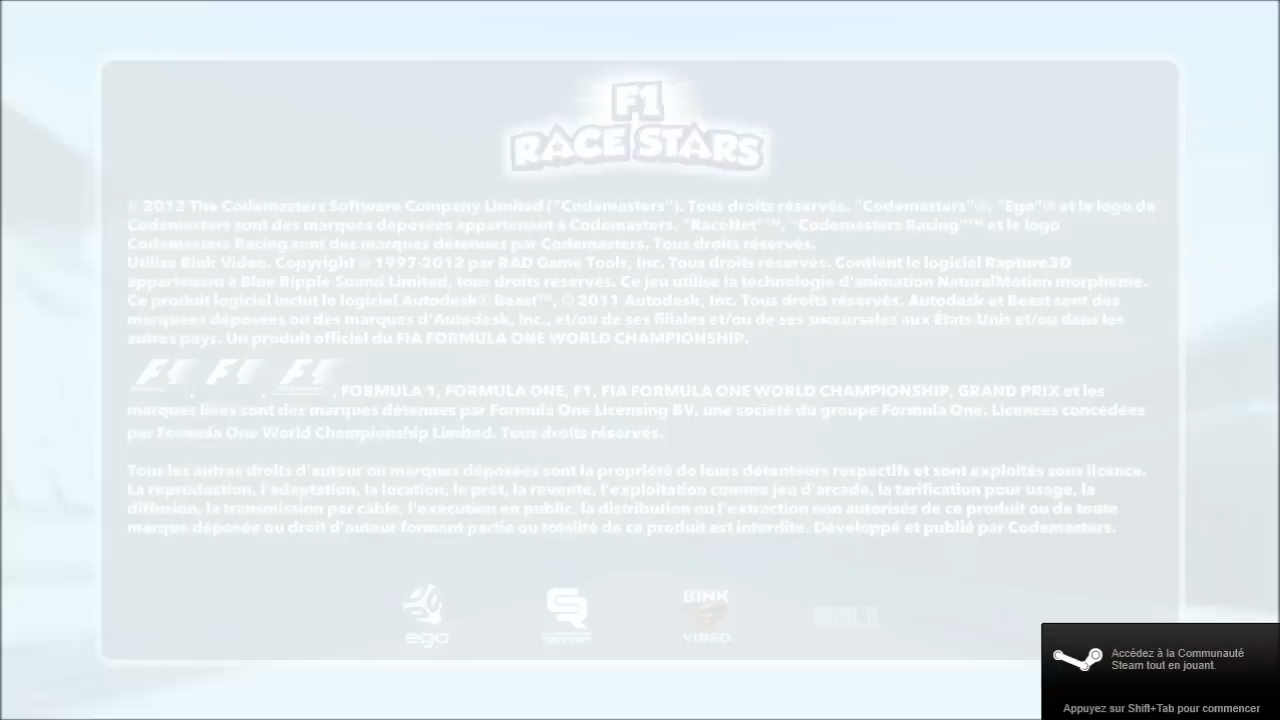 F1
RACE STARS
© 2012 The Codemasters Software Company Limited ("Codemasters"). Tous droits réservés. "Codemasters"®, "Ego"® et le logo de
Codemasters sont des marques déposées appartenant à Codemasters. "RaceNet"™, "Codemasters Racing"™ et le logo
Codemasters Racing sont des marques détenues par Codemasters. Tous droits réservés.
Utilise Bink Video. Copyright © 1997-2012 par RAD Game Tools, Inc. Tous droits réservés. Contient le logiciel Rapture3D
appartenant à Blue Ripple Sound Limited, tous droits réservés. Ce jeu utilise la technologie d'animation NaturalMotion morpheme.
Ce produit logiciel inclut le logiciel Autodesk® Beast™, © 2011 Autodesk, Inc. Tous droits réservés. Autodesk et Beast sont des
marques déposées ou des marques d'Autodesk, Inc., et/ou de ses filiales et/ou de ses succursales aux États-Unis et/ou dans les
autres pays. Un produit officiel du FIA FORMULA ONE WORLD CHAMPIONSHIP.
F1, F1, F1, FORMULA 1, FORMULA ONE, F1, FIA FORMULA ONE WORLD CHAMPIONSHIP, GRAND PRIX et les
marques liées sont des marques détenues par Formula One Licensing BV, une société du groupe Formula One. Licences concédées
par Formula One World Championship Limited. Tous droits réservés.
Tous les autres droits d'auteur ou marques déposées sont la propriété de leurs détenteurs respectifs et sont exploités sous licence.
La reproduction, l'adaptation, la location, le prêt, la revente, l'exploitation comme jeu d'arcade, la tarification pour usage, la
diffusion, la transmission par câble, l'exécution en public, la distribution ou l'extraction non autorisés de ce produit ou de toute
marque déposés ou droit d'auteur formant partie ou totalité de ce produit est interdite. Développé et publié par Codemasters.
ego
BINK
VIDEO
Accédez à la Communauté
Steam tout en jouant.
Appuyez sur Shift+Tab pour commencer